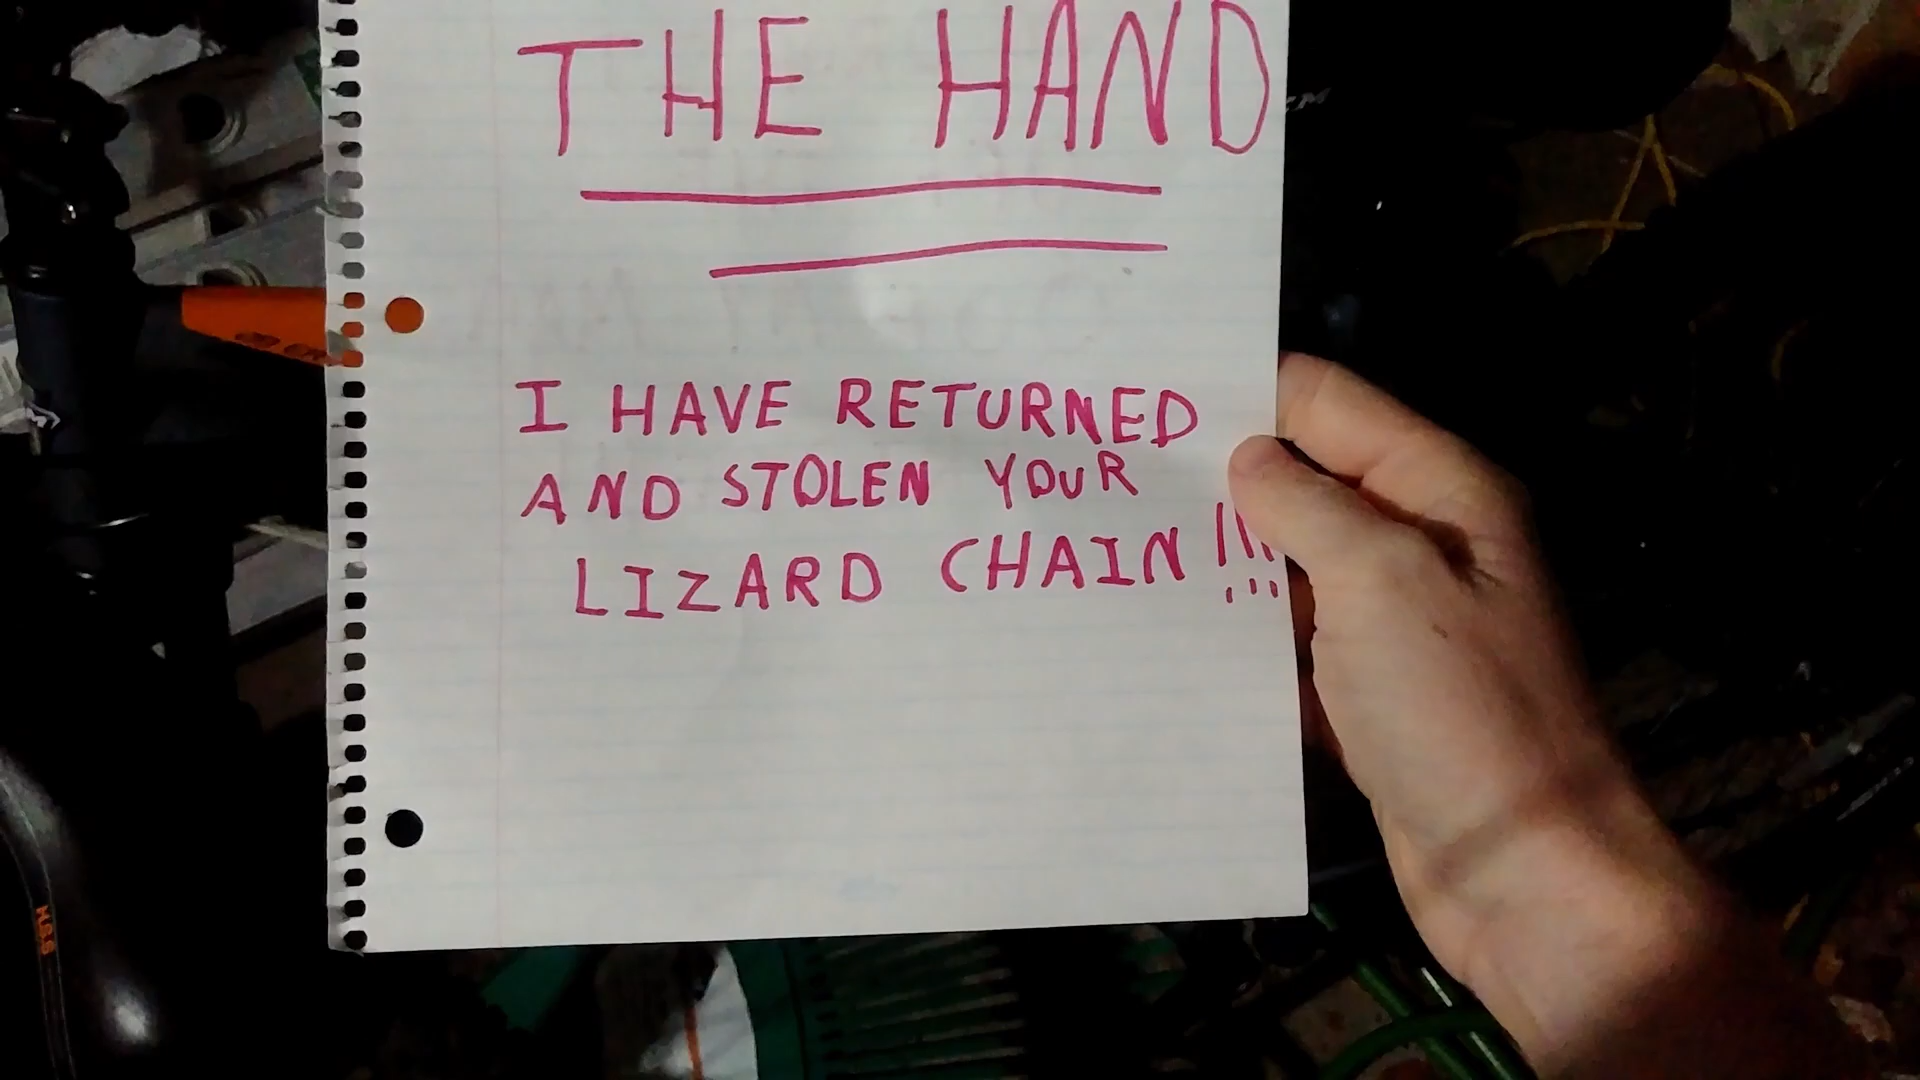 THE HAND
I HAVE RETURNED
AND STOLEN YOUR
LIZARD CHAIN!!!